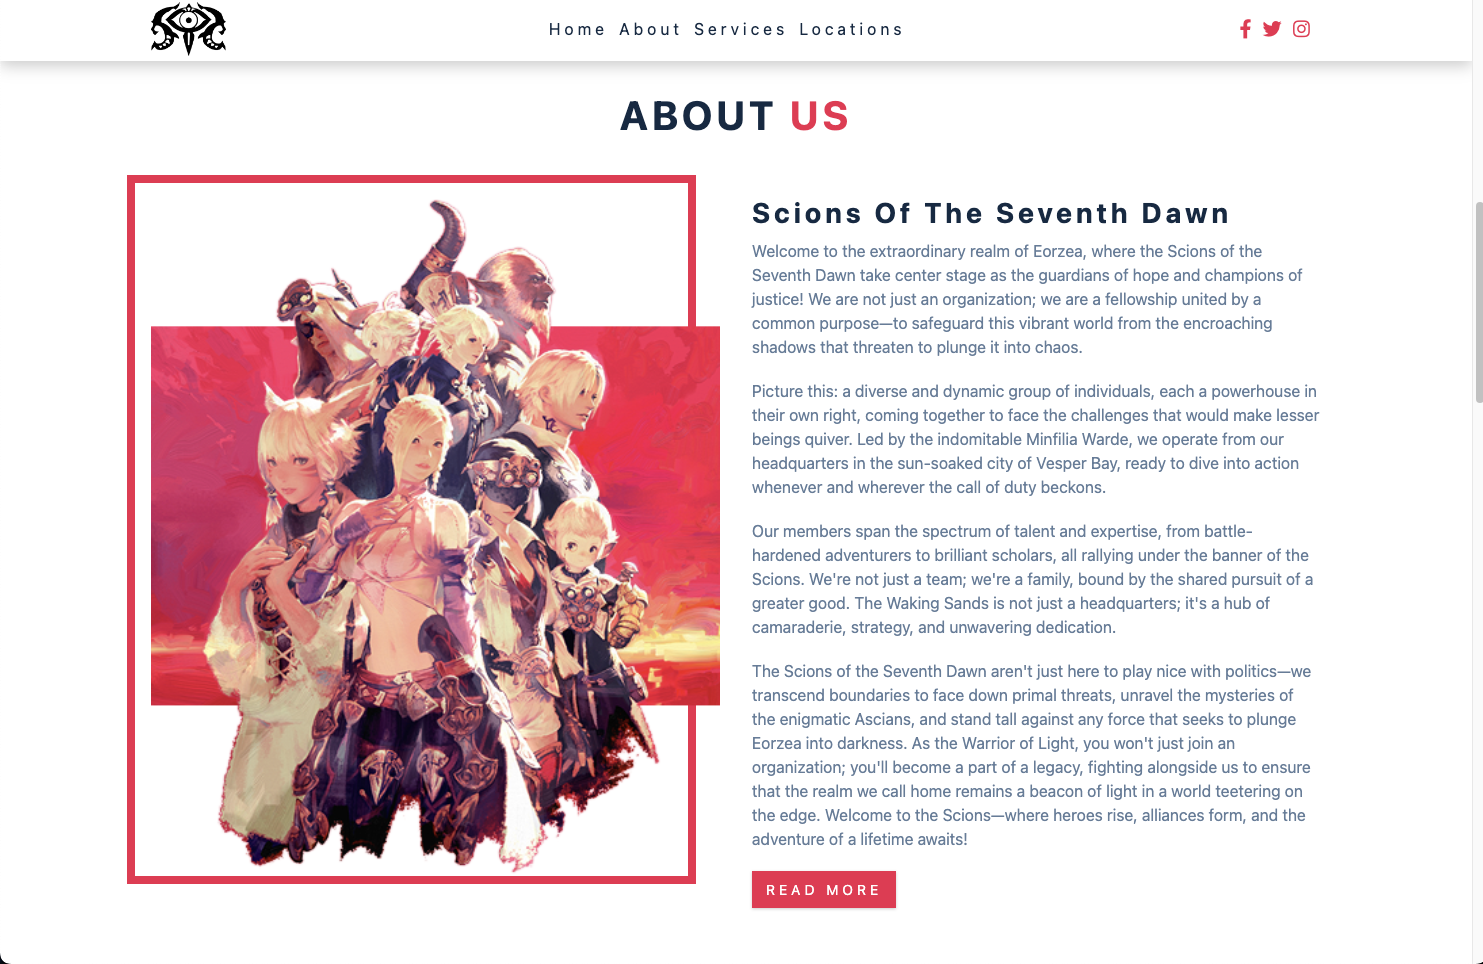 Home About Services Locations
ABOUT US
Scions Of The Seventh Dawn
Welcome to the extraordinary realm of Eorzea, where the Scions of the
Seventh Dawn take center stage as the guardians of hope and champions of
justice! We are not just an organization; we are a fellowship united by a
common purpose—to safeguard this vibrant world from the encroaching
shadows that threaten to plunge it into chaos.
Picture this: a diverse and dynamic group of individuals, each a powerhouse in
their own right, coming together to face the challenges that would make lesser
beings quiver. Led by the indomitable Minfilia Warde, we operate from our
headquarters in the sun-soaked city of Vesper Bay, ready to dive into action
whenever and wherever the call of duty beckons.
Our members span the spectrum of talent and expertise, from battle-
hardened adventurers to brilliant scholars, all rallying under the banner of the
Scions. We're not just a team; we're a family, bound by the shared pursuit of a
greater good. The Waking Sands is not just a headquarters; it's a hub of
camaraderie, strategy, and unwavering dedication.
The Scions of the Seventh Dawn aren't just here to play nice with politics—we
transcend boundaries to face down primal threats, unravel the mysteries of
the enigmatic Ascians, and stand tall against any force that seeks to plunge
Eorzea into darkness. As the Warrior of Light, you won't just join an
organization; you'll become a part of a legacy, fighting alongside us to ensure
that the realm we call home remains a beacon of light in a world teetering on
the edge. Welcome to the Scions—where heroes rise, alliances form, and the
adventure of a lifetime awaits!
READ MORE